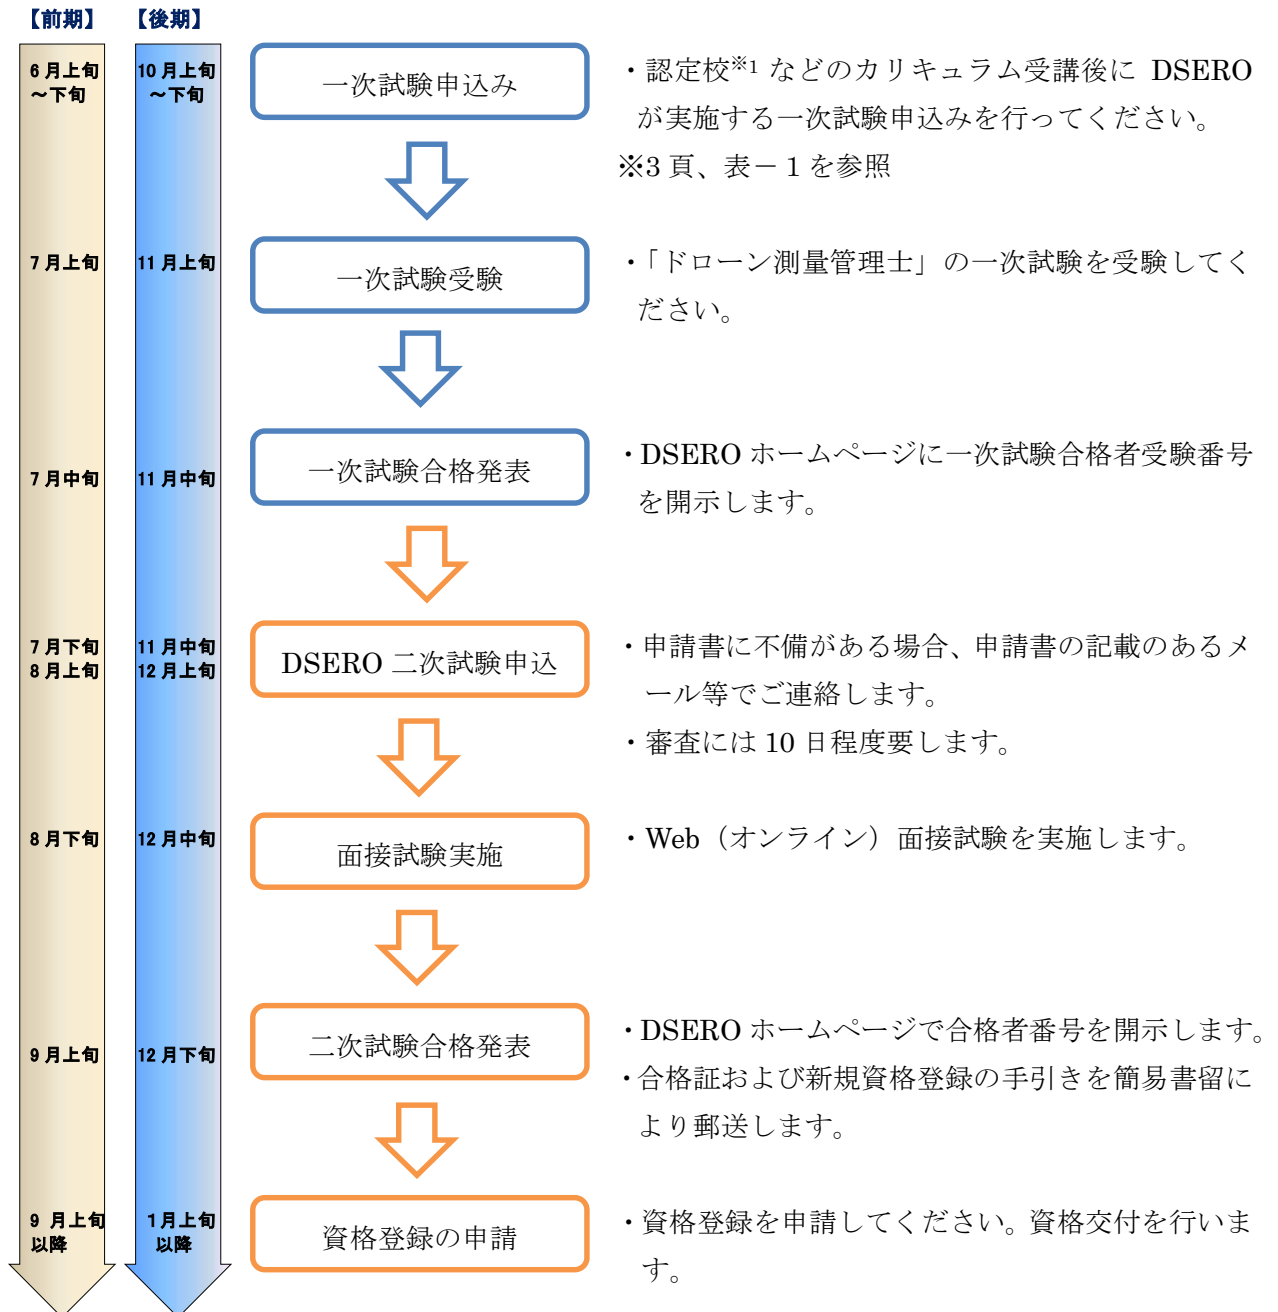 【前期】 【後期】
6月上旬
~下旬
10月上旬
~下旬
一次試験申込み
・認定校※1 などのカリキュラム受講後に DSERO
が実施する一次試験申込みを行ってください。
※3 頁、表－1を参照
7月上旬
11月上旬
一次試験受験
・「ドローン測量管理士」の一次試験を受験してく
ださい。
7月中旬
11月中旬
一次試験合格発表
・DSERO ホームページに一次試験合格者受験番号
を開示します。
7月下旬
8月上旬
11月中旬
12月上旬
DSERO 二次試験申込
・申請書に不備がある場合、申請書の記載のあるメ
ール等でご連絡します。
・審査には 10 日程度要します。
8月下旬
12月中旬
面接試験実施
・Web（オンライン）面接試験を実施します。
9月上旬
12月下旬
二次試験合格発表
・DSERO ホームページで合格者番号を開示します。
・合格証および新規資格登録の手引きを簡易書留に
より郵送します。
9 月上旬
以降
1月上旬
以降
資格登録の申請
・資格登録を申請してください。資格交付を行いま
す。